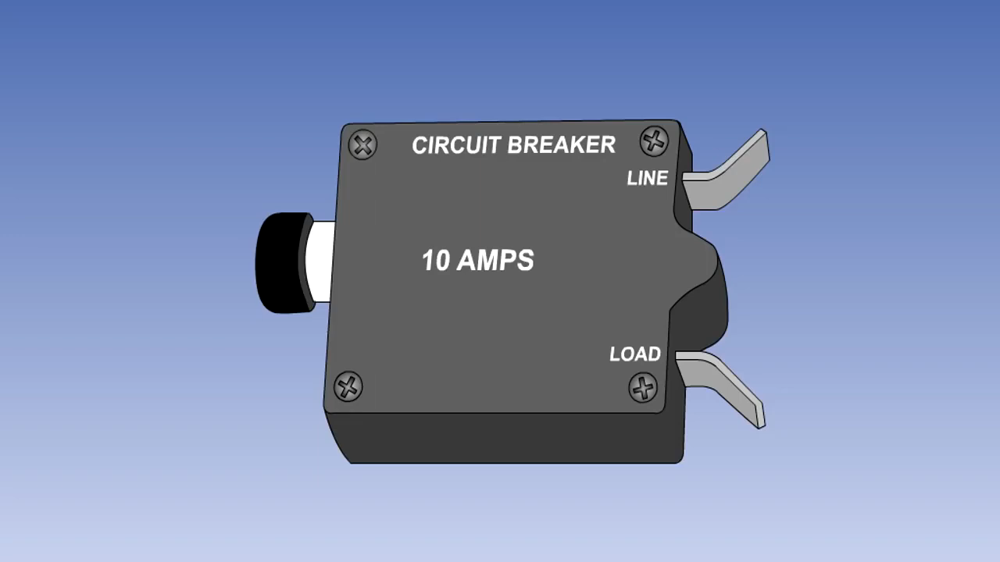 CIRCUIT BREAKER
LINE
10 AMPS
LOAD